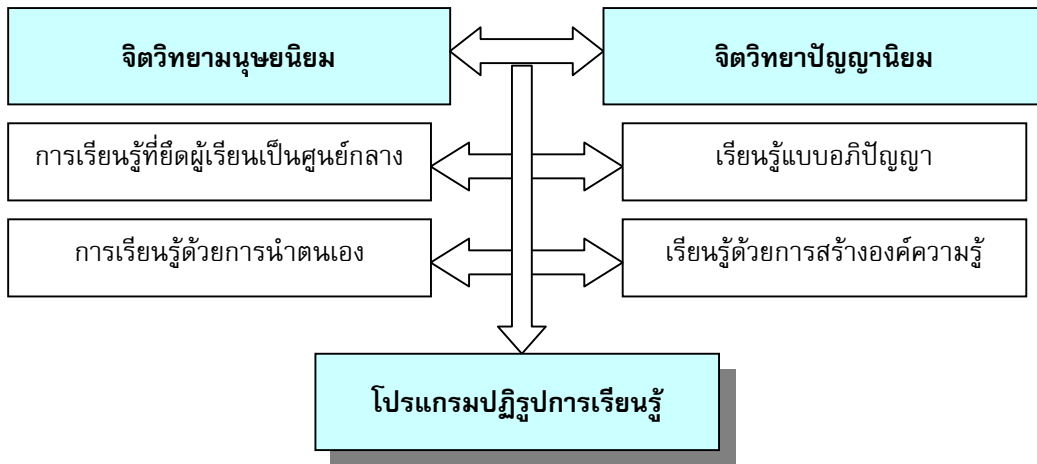 จิตวิทยามนุษยนิยม
จิตวิทยาปัญญานิยม
การเรียนรู้ที่ยึดผู้เรียนเป็นศูนย์กลาง
เรียนรู้แบบอภิปัญญา
การเรียนรู้ด้วยการนำตนเอง
เรียนรู้ด้วยการสร้างองค์ความรู้
โปรแกรมปฏิรูปการเรียนรู้